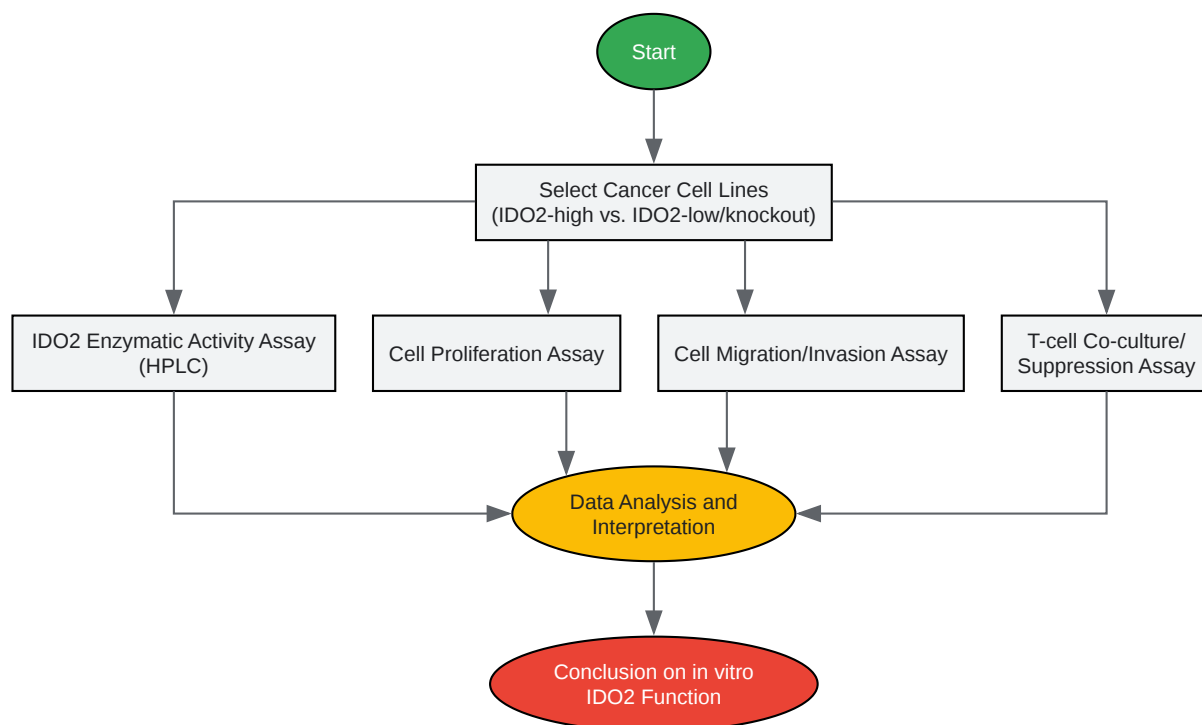 Start
Select Cancer Cell Lines
(IDO2-high vs. IDO2-low/knockout)
IDO2 Enzymatic Activity Assay
(HPLC)
Cell Proliferation Assay
Cell Migration/Invasion Assay
T-cell Co-culture/
Suppression Assay
Data Analysis and
Interpretation
Conclusion on in vitro
IDO2 Function